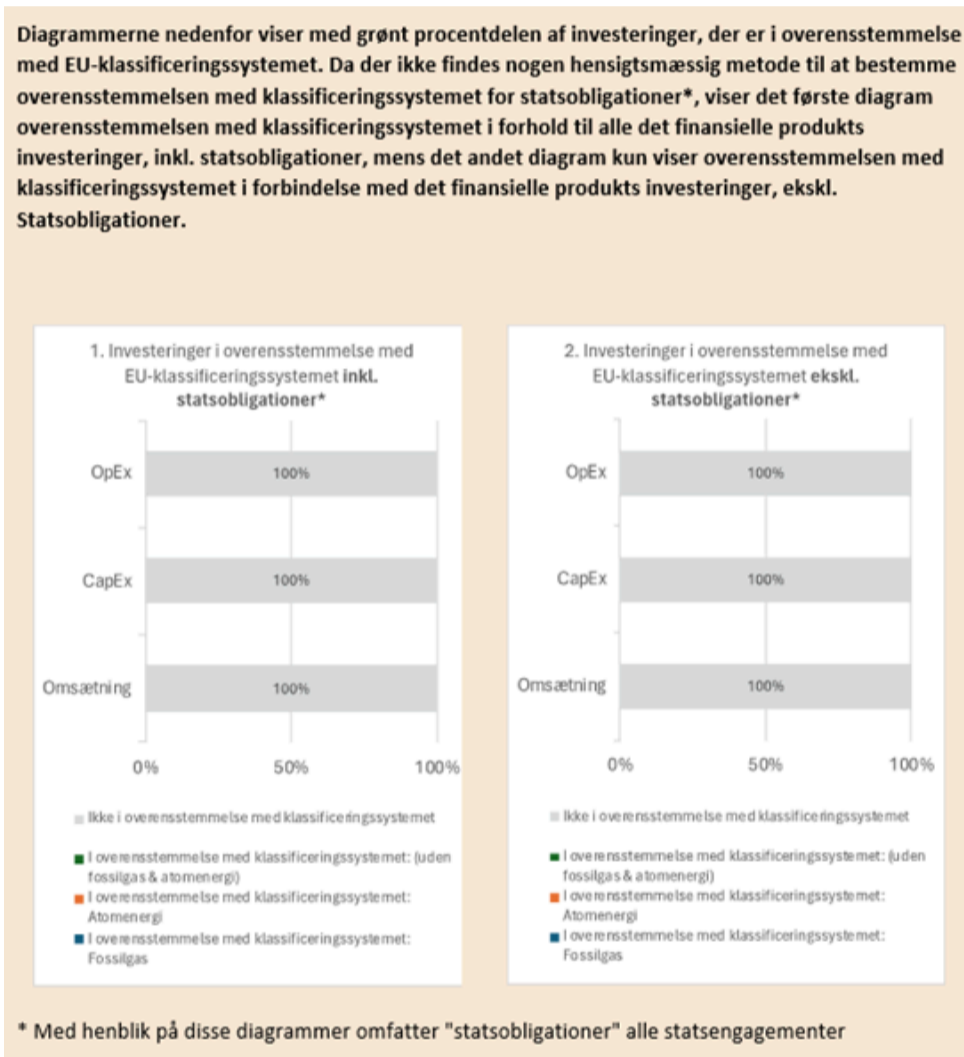 Diagrammerne nedenfor viser med grønt procentdelen af investeringer, der er i overensstemmelse
med EU-klassificeringssystemet. Da der ikke findes nogen hensigtsmæssig metode til at bestemme
overensstemmelsen med klassificeringssystemet for statsobligationer*, viser det første diagram
overensstemmelsen med klassificeringssystemet i forhold til alle det finansielle produkts
investeringer, inkl. statsobligationer, mens det andet diagram kun viser overensstemmelsen med
klassificeringssystemet i forbindelse med det finansielle produkts investeringer, ekskl.
Statsobligationer.
1. Investeringer i overensstemmelse med
EU-klassificeringssystemet inkl.
statsobligationer*
OpEx
100%
CapEx
100%
Omsætning
100%
0%
50%
100%
Ikke i overensstemmelse med klassificeringssystemet
I overensstemmelse med klassificeringssystemet: (uden
fossilgas & atomenergi)
I overensstemmelse med klassificeringssystemet:
Atomenergi
I overensstemmelse med klassificeringssystemet:
Fossilgas
2. Investeringer i overensstemmelse med
EU-klassificeringssystemet ekskl.
statsobligationer*
OpEx
100%
CapEx
100%
Omsætning
100%
0%
50%
100%
Ikke i overensstemmelse med klassificeringssystemet
I overensstemmelse med klassificeringssystemet: (uden
fossilgas & atomenergi)
I overensstemmelse med klassificeringssystemet:
Atomenergi
I overensstemmelse med klassificeringssystemet:
Fossilgas
* Med henblik på disse diagrammer omfatter "statsobligationer" alle statsengagementer